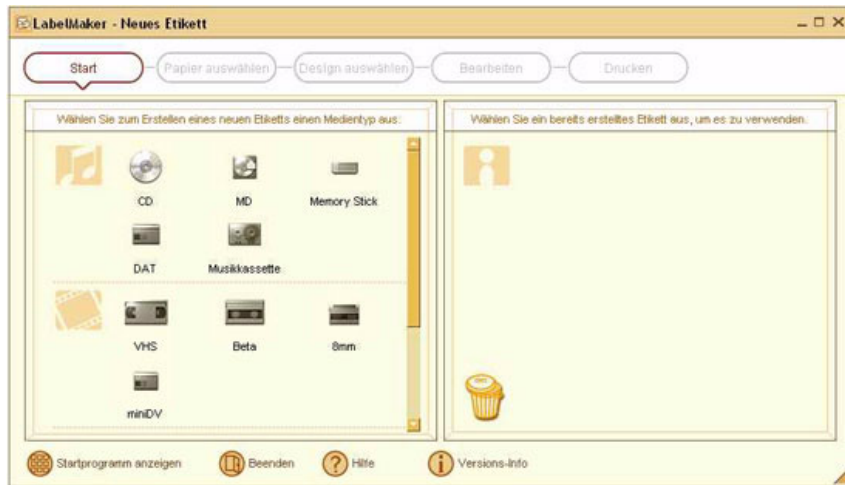 LabelMaker - Neues Etikett
Start
Papier auswählen
Design auswählen
Bearbeiten
Drucken
Wählen Sie zum Erstellen eines neuen Etiketts einen Medientyp aus:
CD
MD
Memory Stick
DAT
Musikkassette
VHS
Beta
8mm
miniDV
Wählen Sie ein bereits erstelltes Etikett aus, um es zu verwenden.
Startprogramm anzeigen
Beenden
Hilfe
Versions-Info